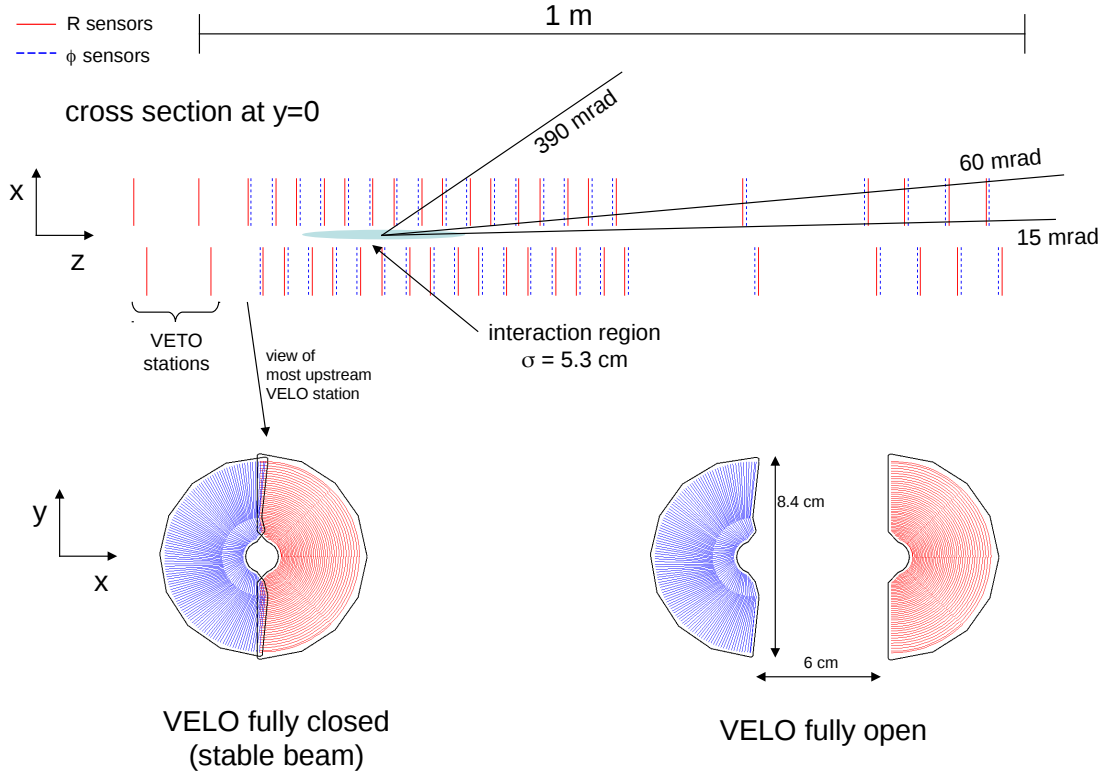 1 m
R sensors
ϕ sensors
cross section at y=0
390 mrad
60 mrad
15 mrad
x
z
VETO
stations
interaction region
σ = 5.3 cm
view of
most upstream
VELO station
y
x
8.4 cm
6 cm
VELO fully closed
(stable beam)
VELO fully open